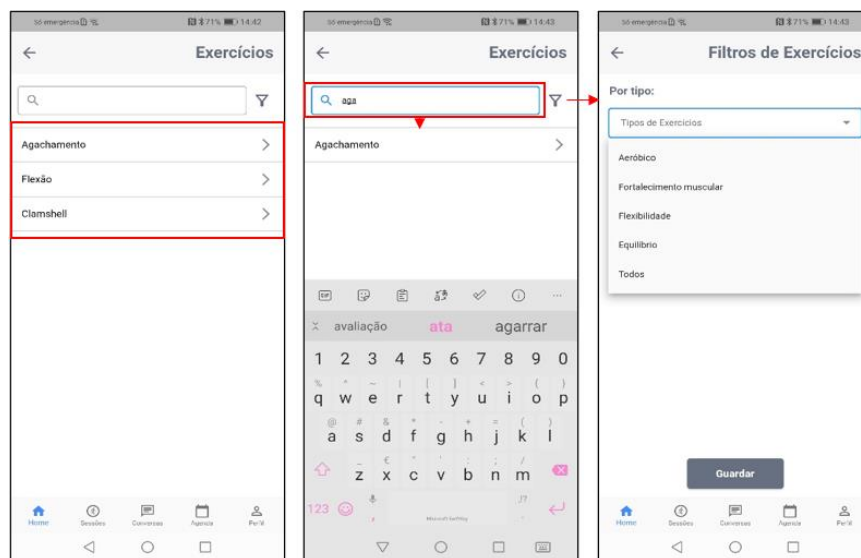 Só emergência 71% 14:42
Exercícios
Agachamento
Flexão
Clamshell
Home Sessões Conversas Agenda Perfil
Só emergência 71% 14:43
Exercícios
aga
Agachamento
GIF
avaliação ata agarrar
1 2 3 4 5 6 7 8 9 0
q w e r t y u i o p
a s d f g h j k l
z x c v b n m
123 , Microsoft SwiftKey .
Só emergência 71% 14:43
Filtros de Exercícios
Por tipo:
Tipos de Exercícios
Aeróbico
Fortalecimento muscular
Flexibilidade
Equilíbrio
Todos
Guardar
Home Sessões Conversas Agenda Perfil